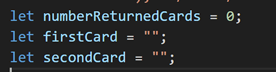 let numberReturnedCards = 0;
let firstCard = "";
let secondCard = "";